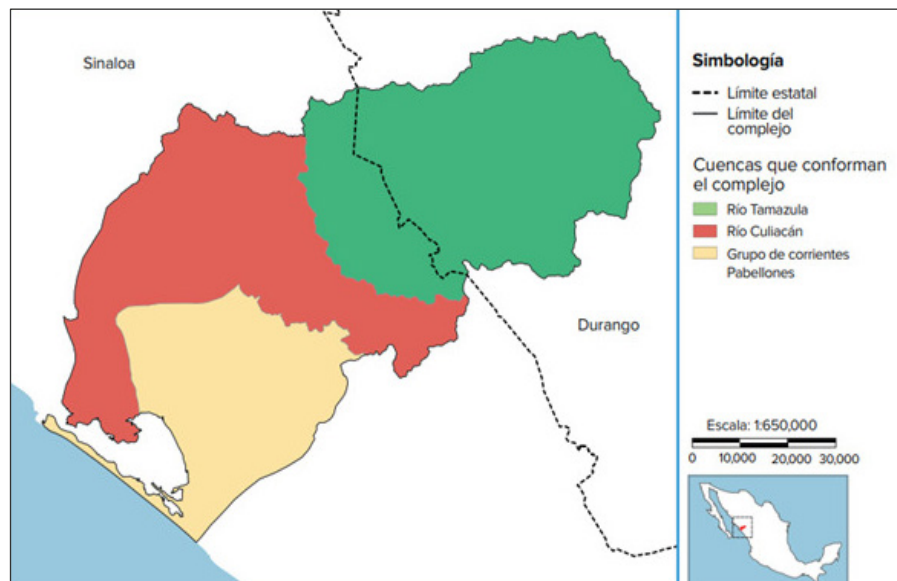 Sinaloa
Durango
Simbología
Límite estatal
Límite del
complejo
Cuencas que conforman
el complejo
Río Tamazula
Río Culiacán
Grupo de corrientes
Pabellones
Escala: 1:650,000
0 10,000 20,000 30,000